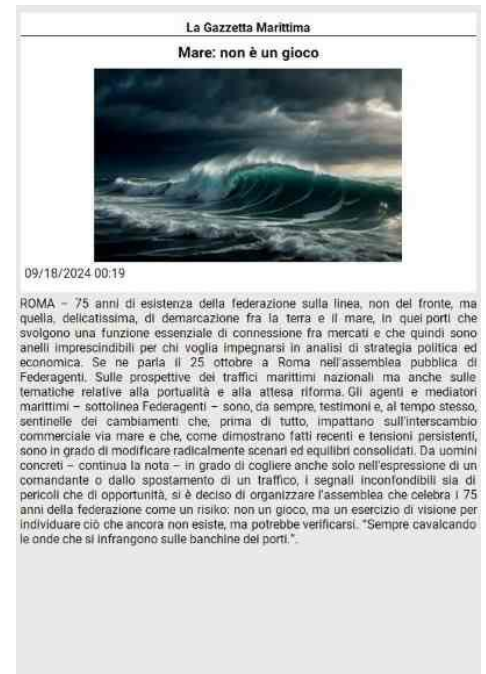 La Gazzetta Marittima
Mare: non è un gioco
09/18/2024 00:19
ROMA – 75 anni di esistenza della federazione sulla linea, non del fronte, ma
quella, delicatissima, di demarcazione fra la terra e il mare, in quei porti che
svolgono una funzione essenziale di connessione fra mercati e che quindi sono
anelli imprescindibili per chi voglia impegnarsi in analisi di strategia politica ed
economica. Se ne parla il 25 ottobre a Roma nell'assemblea pubblica di
Federagenti. Sulle prospettive dei traffici marittimi nazionali ma anche sulle
tematiche relative alla portualità e alla attesa riforma. Gli agenti e mediatori
marittimi – sottolinea Federagenti – sono, da sempre, testimoni e, al tempo stesso,
sentinelle dei cambiamenti che, prima di tutto, impattano sull'interscambio
commerciale via mare e che, come dimostrano fatti recenti e tensioni persistenti,
sono in grado di modificare radicalmente scenari ed equilibri consolidati. Da uomini
concreti – continua la nota – in grado di cogliere anche solo nell'espressione di un
comandante o dallo spostamento di un traffico, i segnali inconfondibili sia di
pericoli che di opportunità, si è deciso di organizzare l'assemblea che celebra i 75
anni della federazione come un risiko: non un gioco, ma un esercizio di visione per
individuare ciò che ancora non esiste, ma potrebbe verificarsi. "Sempre cavalcando
le onde che si infrangono sulle banchine dei porti.".